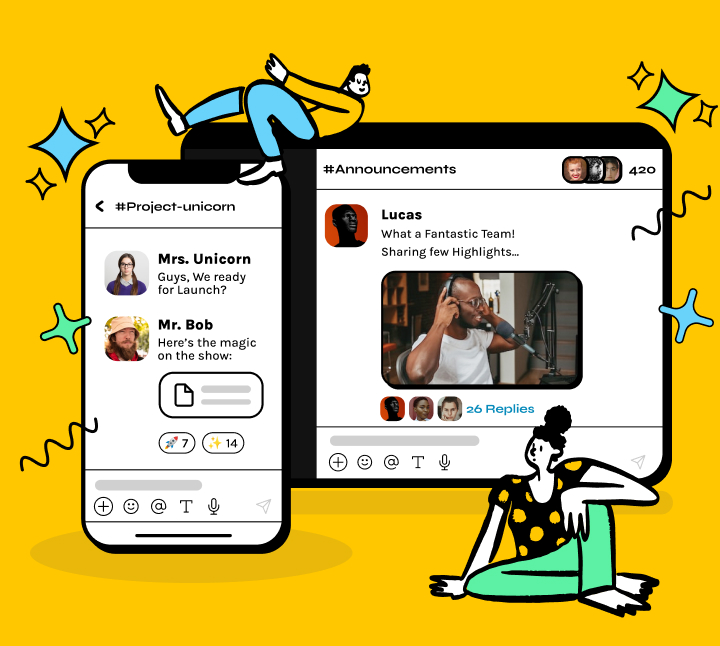 #Announcements
420
Lucas
What a Fantastic Team!
Sharing few Highlights...
26 Replies
T
#Project-unicorn
Mrs. Unicorn
Guys, We ready
for Launch?
Mr. Bob
Here's the magic
on the show:
🚀 7
✨ 14
@
T
@